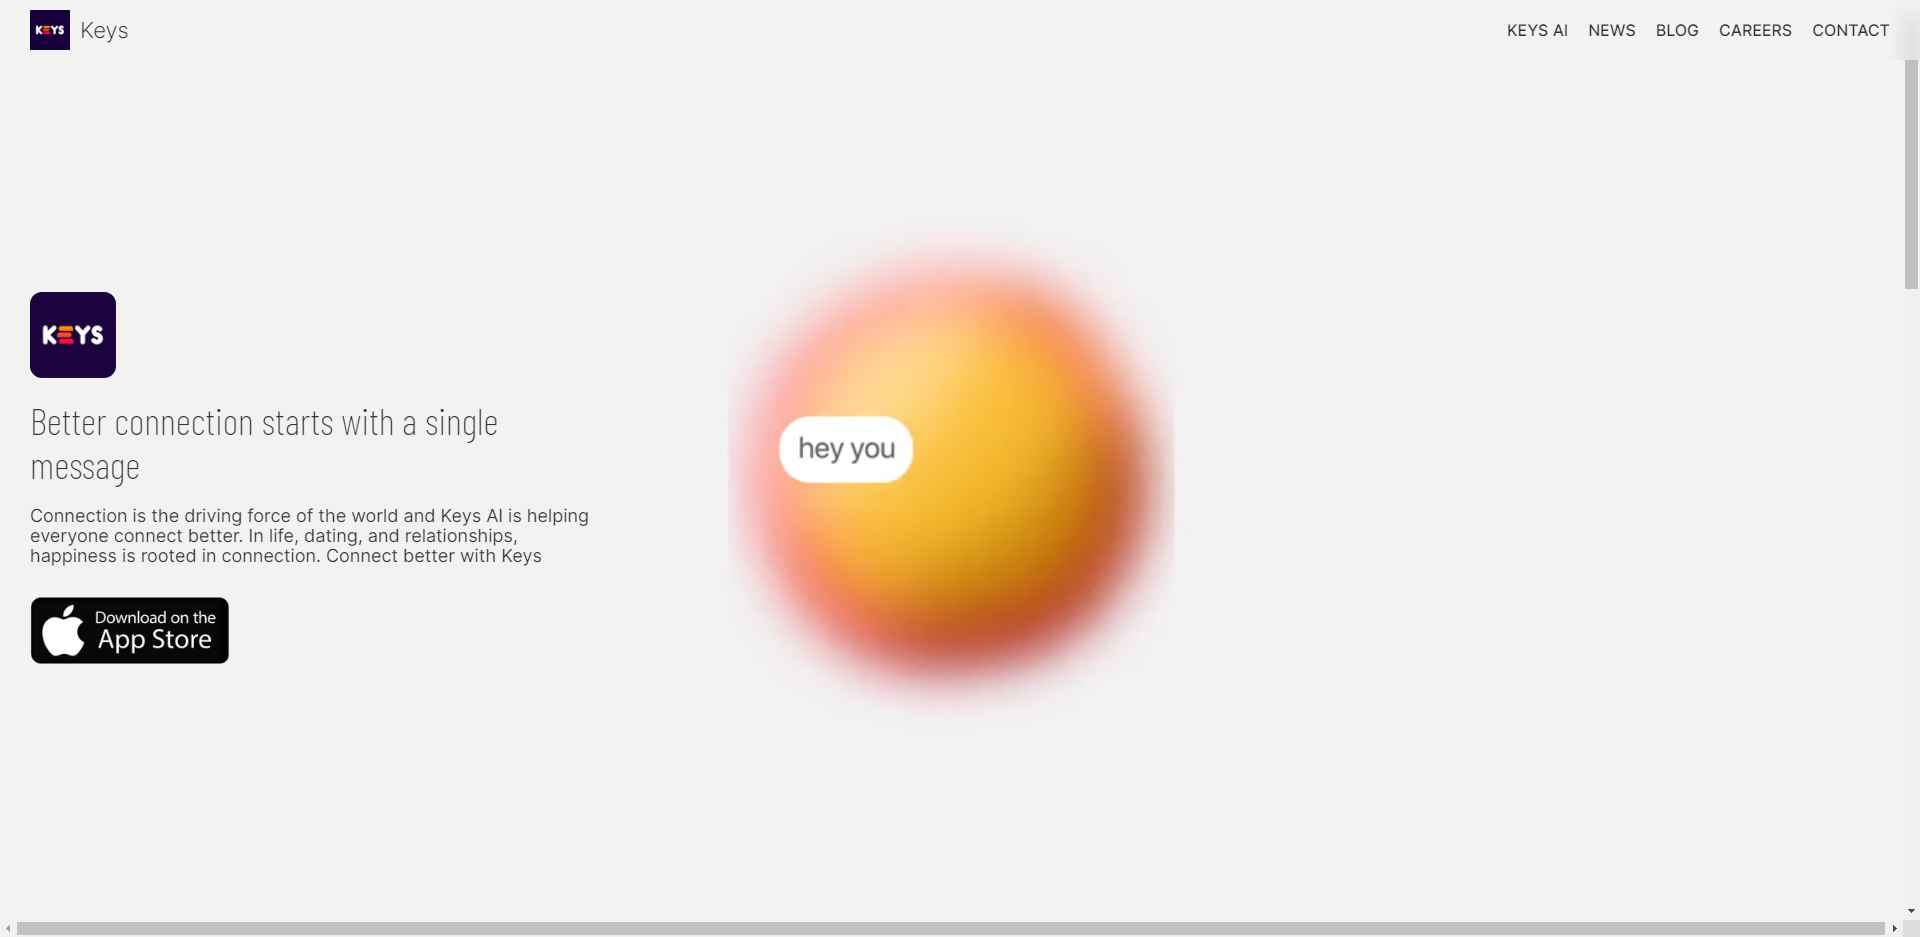 KEYS Keys
KEYS AI NEWS BLOG CAREERS CONTACT
KEYS
Better connection starts with a single
message
Connection is the driving force of the world and Keys AI is helping
everyone connect better. In life, dating, and relationships,
happiness is rooted in connection. Connect better with Keys
Download on the
App Store
hey you